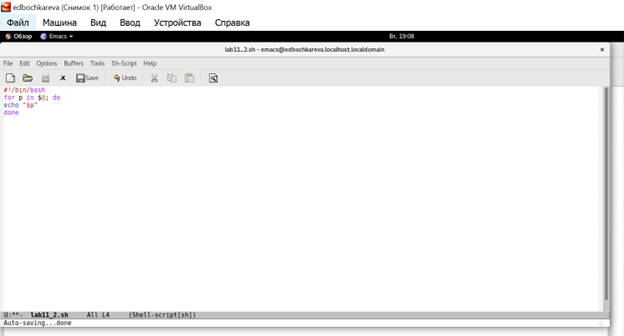 edbochkareva (Снимок 1) [Работает] - Oracle VM VirtualBox
Файл Машина Вид Ввод Устройства Справка
Обзор Emacs Вт, 19:08
lab11_2.sh - emacs@edbochkareva.localhost.localdomain
File Edit Options Buffers Tools Sh-Script Help
Save Undo
#!/bin/bash
for p in $@; do
echo "$p"
done
U:**- lab11_2.sh All L4 (Shell-script[sh])
Auto-saving...done